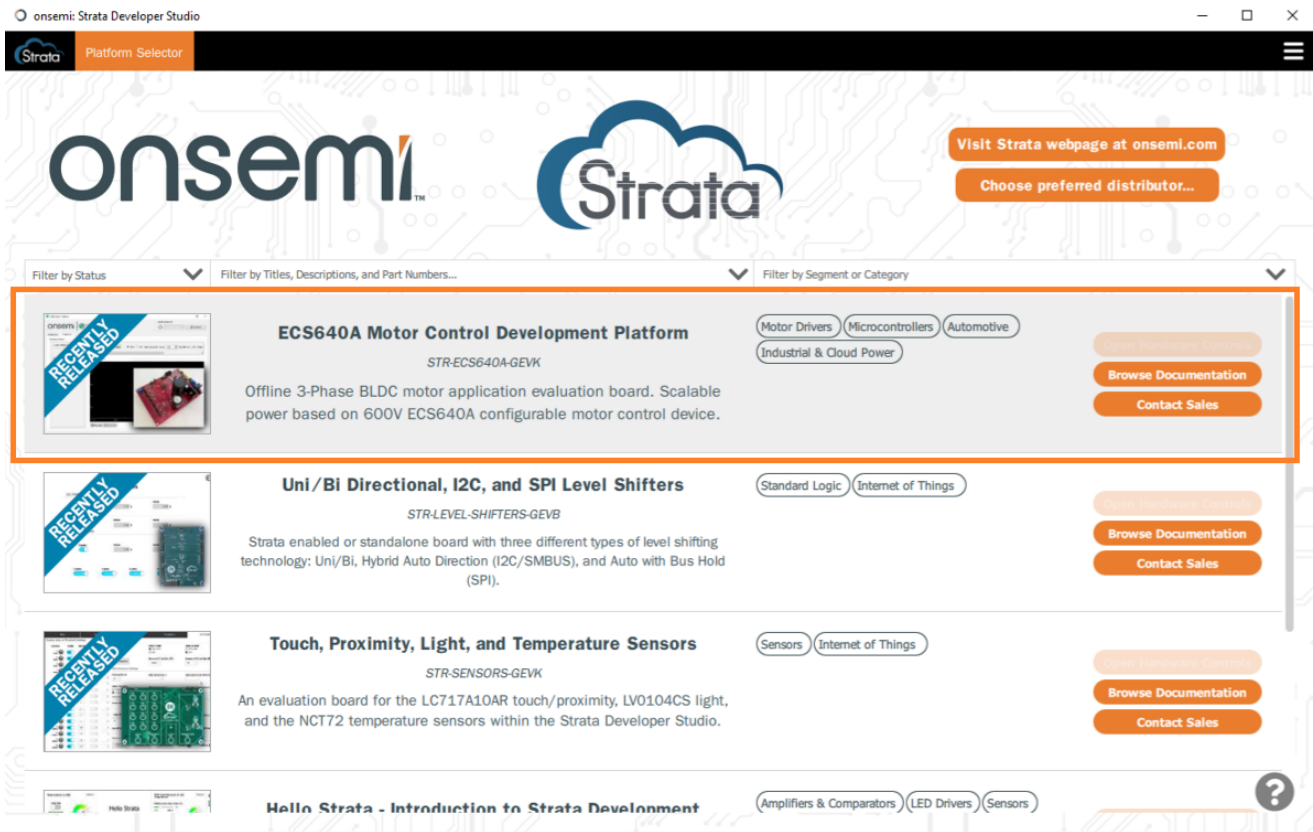 onsemi: Strata Developer Studio
Strata
Platform Selector
onsemi
TM
Strata
Visit Strata webpage at onsemi.com
Choose preferred distributor...
Filter by Status
Filter by Titles, Descriptions, and Part Numbers...
Filter by Segment or Category
RECENTLY
RELEASED
onsemi
ECS640A Motor Control Development Platform
STR-ECS640A-GEVK
Offline 3-Phase BLDC motor application evaluation board. Scalable
power based on 600V ECS640A configurable motor control device.
Motor Drivers
Microcontrollers
Automotive
Industrial & Cloud Power
Open Hardware Controls
Browse Documentation
Contact Sales
RECENTLY
RELEASED
Uni/Bi Directional, I2C, and SPI Level Shifters
STR-LEVEL-SHIFTERS-GEVB
Strata enabled or standalone board with three different types of level shifting
technology: Uni/Bi, Hybrid Auto Direction (I2C/SMBUS), and Auto with Bus Hold
(SPI).
Standard Logic
Internet of Things
Open Hardware Controls
Browse Documentation
Contact Sales
RECENTLY
RELEASED
Touch, Proximity, Light, and Temperature Sensors
STR-SENSORS-GEVK
An evaluation board for the LC717A10AR touch/proximity, LV0104CS light,
and the NCT72 temperature sensors within the Strata Developer Studio.
Sensors
Internet of Things
Open Hardware Controls
Browse Documentation
Contact Sales
Hello Strata
Hello Strata - Introduction to Strata Development
Amplifiers & Comparators
LED Drivers
Sensors
?